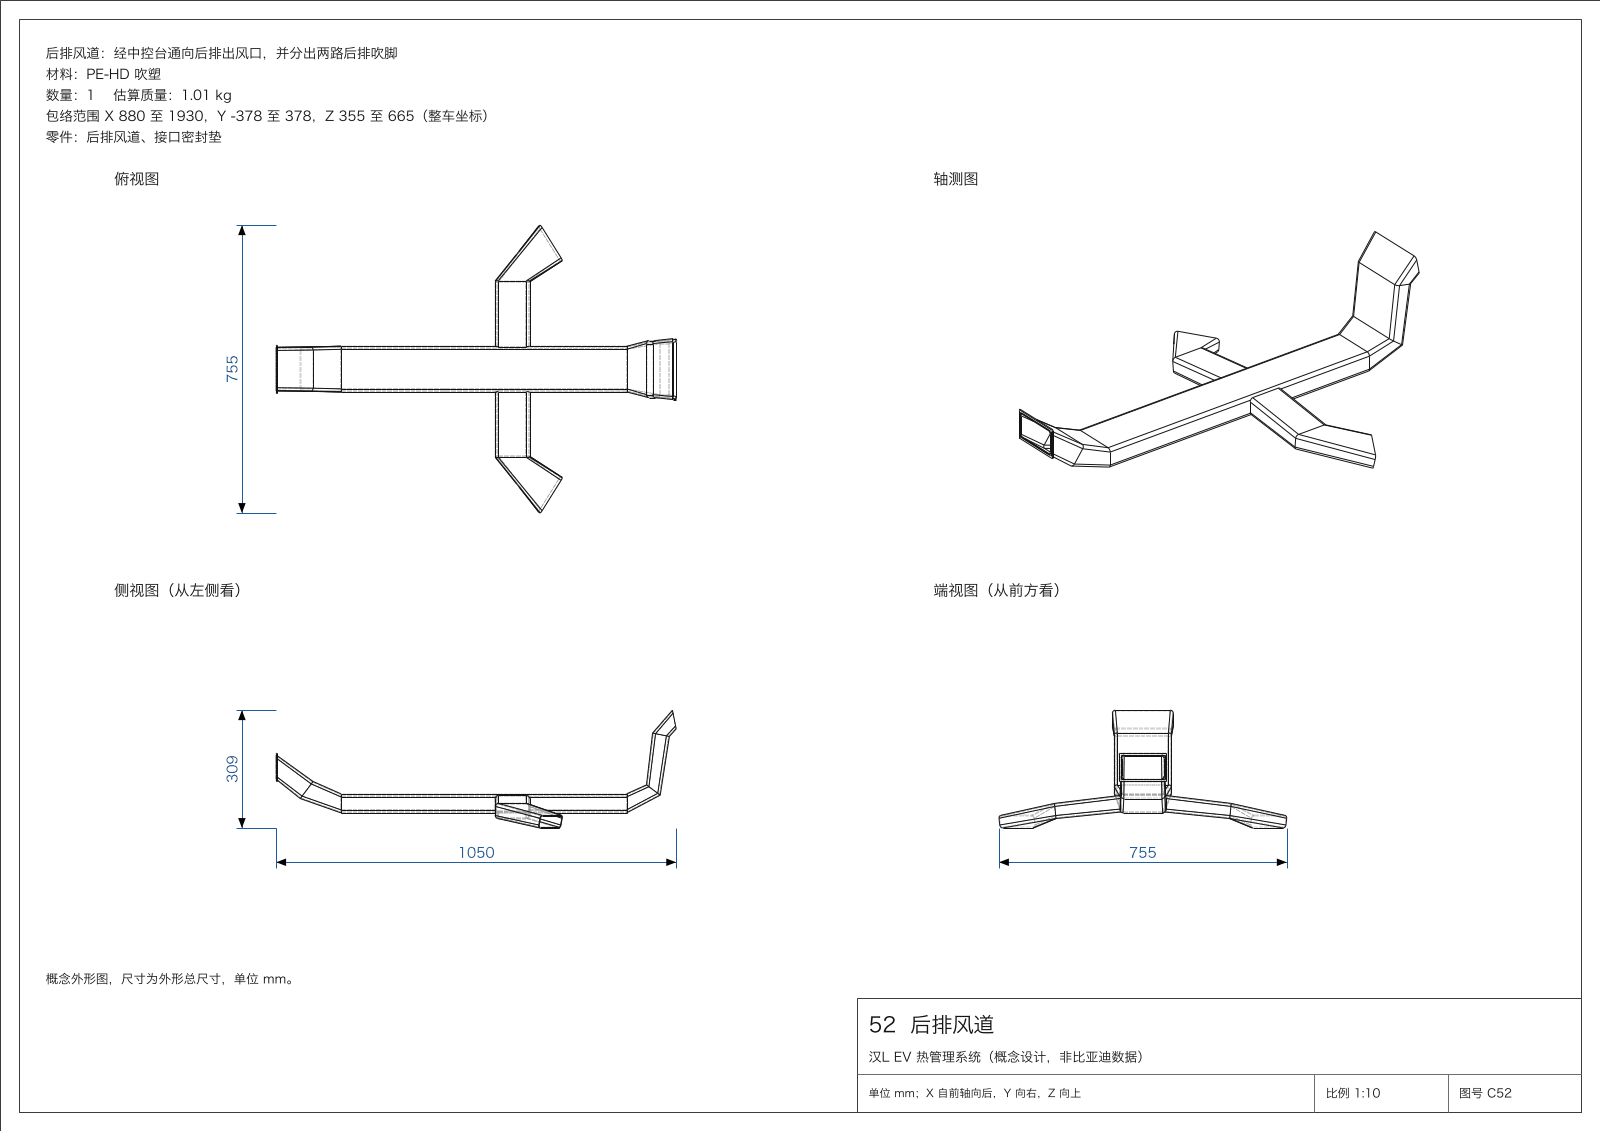 后排风道：经中控台通向后排出风口，并分出两路后排吹脚
材料：PE-HD 吹塑
数量：1 估算质量：1.01 kg
包络范围 X 880 至 1930，Y -378 至 378，Z 355 至 665（整车坐标）
零件：后排风道、接口密封垫
俯视图
轴测图
755
侧视图（从左侧看）
端视图（从前方看）
309
1050
755
概念外形图，尺寸为外形总尺寸，单位 mm。
52 后排风道
汉L EV 热管理系统（概念设计，非比亚迪数据）
单位 mm；X 自前轴向后，Y 向右，Z 向上
比例 1:10
图号 C52